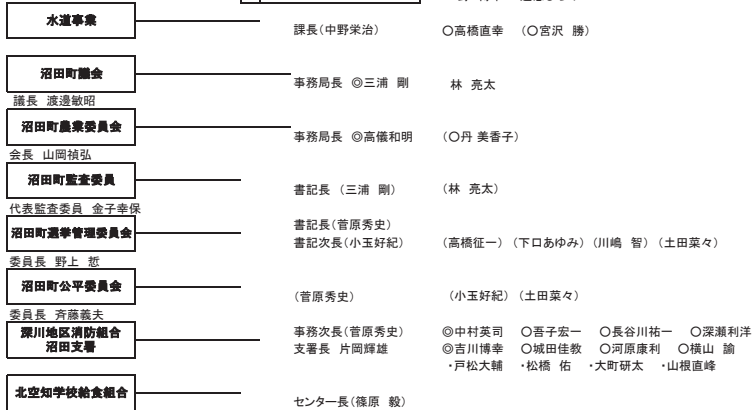 水道事業
課長(中野栄治) 〇高橋直幸 (〇宮沢 勝)
沼田町議会
事務局長 ◎三浦 剛 林 亮太
議長 渡邊敏昭
沼田町農業委員会
事務局長 ◎高儀和明 (〇丹 美香子)
会長 山岡禎弘
沼田町監査委員
書記長 (三浦 剛) (林 亮太)
代表監査委員 金子幸保
沼田町選挙管理委員会
書記長(菅原秀史)
書記次長(小玉好紀) (高橋征一) (下口あゆみ) (川嶋 智) (土田菜々)
委員長 野上 悊
沼田町公平委員会
(菅原秀史) (小玉好紀) (土田菜々)
委員長 斉藤義夫
深川地区消防組合
沼田支署
事務次長(菅原秀史) ◎中村英司 〇吾子宏一 〇長谷川祐一 〇深瀬利洋
支署長 片岡輝雄 ◎吉川博幸 〇城田佳教 〇河原康利 〇横山 諭
・戸松大輔 ・松橋 佑 ・大町研太 ・山根直峰
北空知学校給食組合
センター長(篠原 毅)